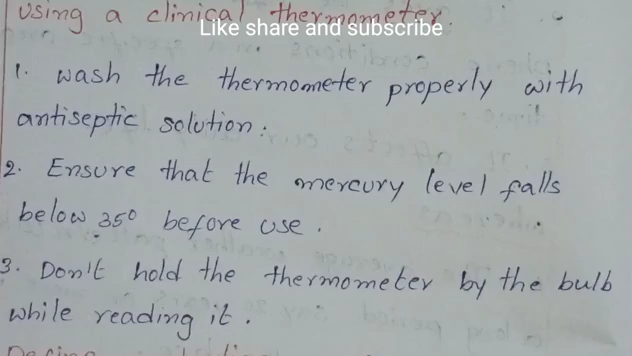 using a clinical thermometer.
Like share and subscribe
1. wash the thermometer properly with
antiseptic solution.
2. Ensure that the mercury level falls
below 35° before use.
3. Don't hold the thermometer by the bulb
while reading it.